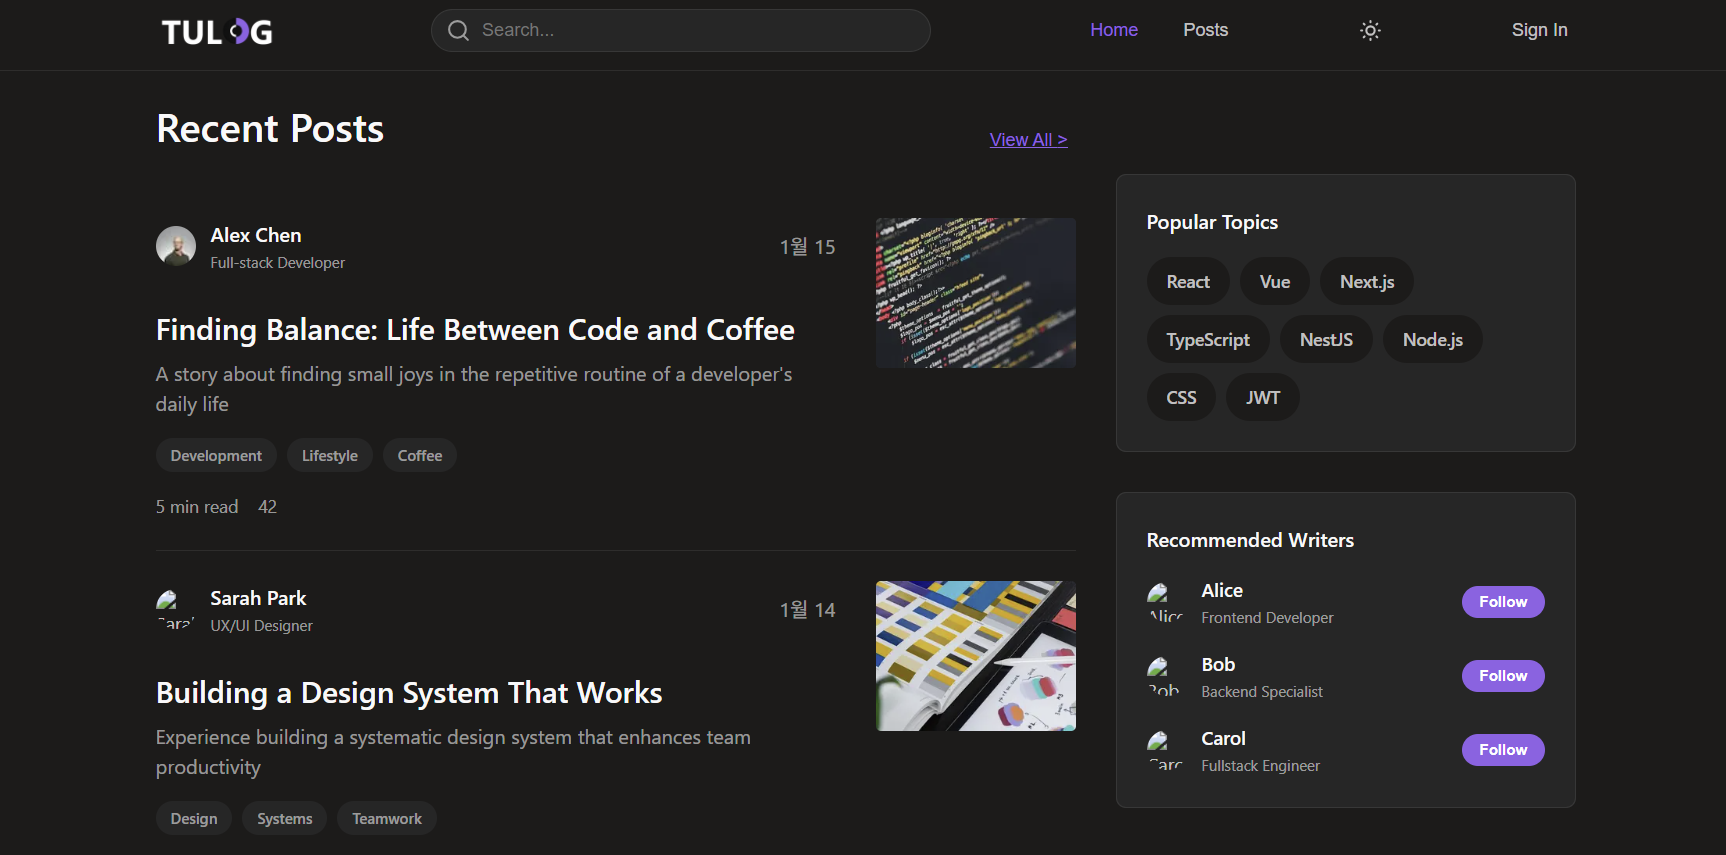 TULOG
Search...
Home
Posts
Sign In
Recent Posts
View All >
Alex Chen
Full-stack Developer
1월 15
Finding Balance: Life Between Code and Coffee
A story about finding small joys in the repetitive routine of a developer's
daily life
Development
Lifestyle
Coffee
5 min read 42
Sarah Park
UX/UI Designer
1월 14
Building a Design System That Works
Experience building a systematic design system that enhances team
productivity
Design
Systems
Teamwork
Popular Topics
React
Vue
Next.js
TypeScript
NestJS
Node.js
CSS
JWT
Recommended Writers
Alice
Alice
Frontend Developer
Follow
Bob
Bob
Backend Specialist
Follow
Carol
Fullstack Engineer
Follow